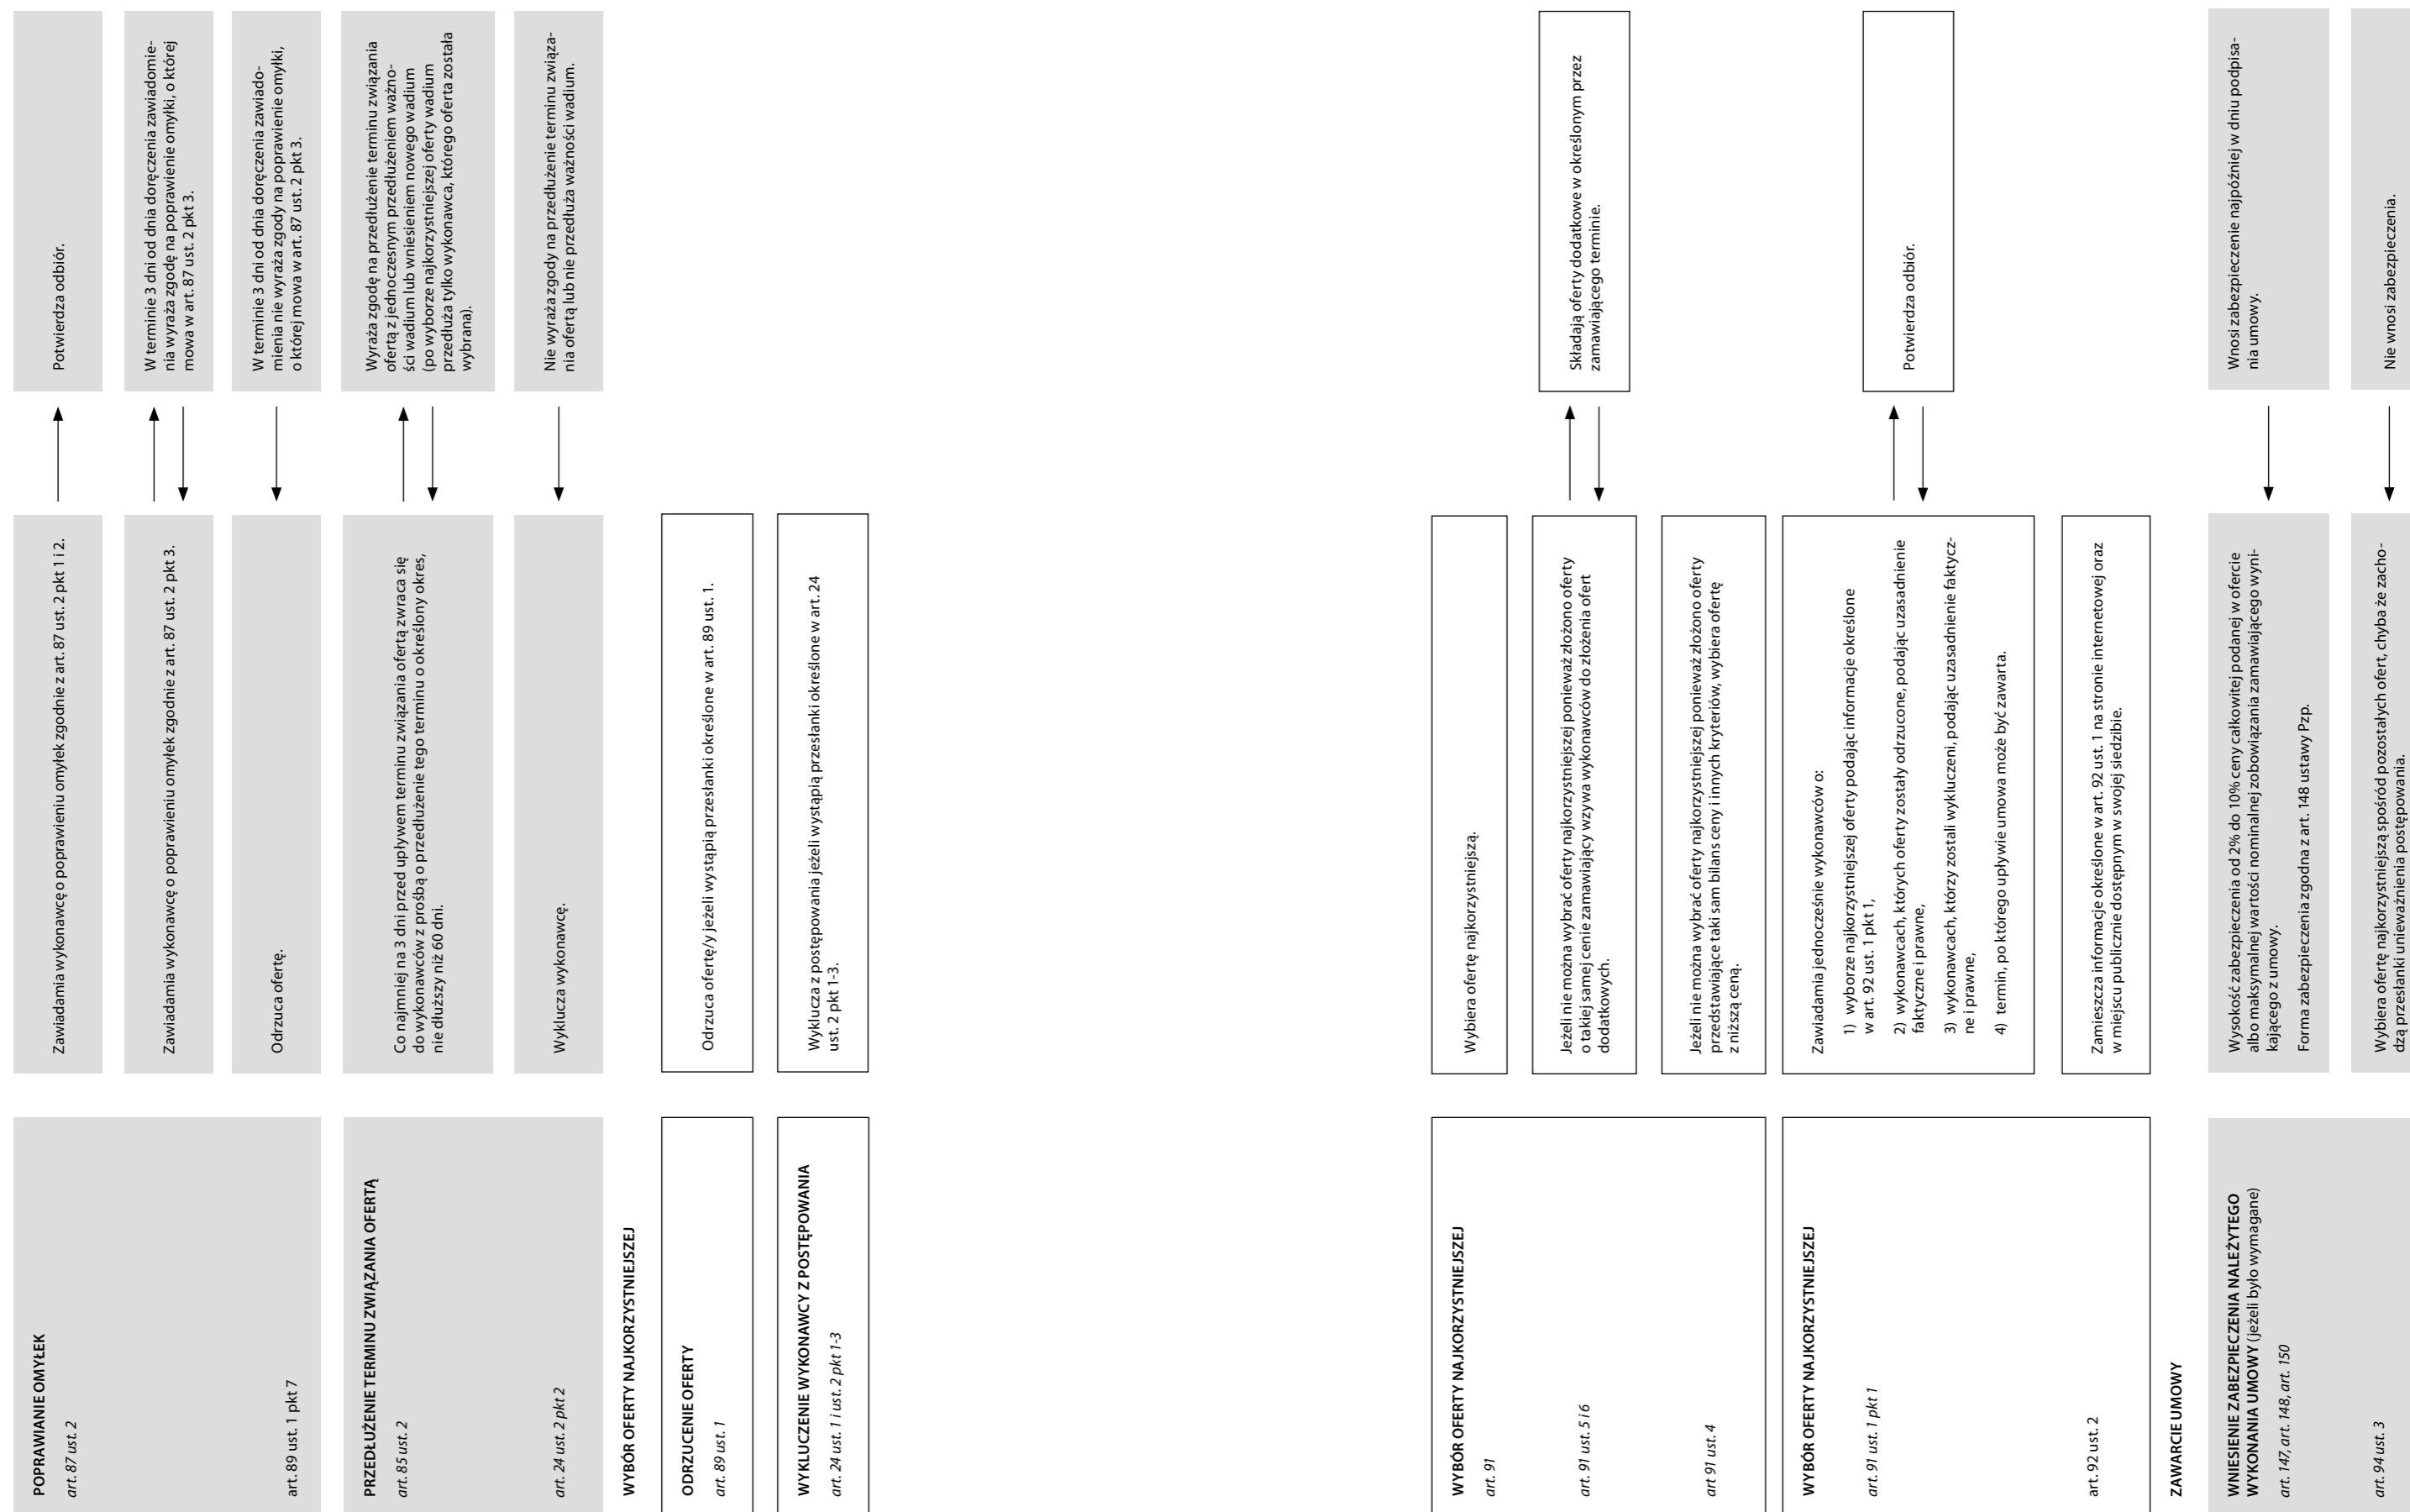 POPRAWIANIE OMYŁEK
art. 87 ust. 2
Zawiadamia wykonawcę o poprawieniu omyłek zgodnie z art. 87 ust. 2 pkt 1 i 2.
Potwierdza odbiór.
Zawiadamia wykonawcę o poprawieniu omyłek zgodnie z art. 87 ust. 2 pkt 3.
W terminie 3 dni od dnia doręczenia zawiadomie-
nia wyraża zgodę na poprawienie omyłki, o której
mowa w art. 87 ust. 2 pkt 3.
art. 89 ust. 1 pkt 7
Odrzuca ofertę.
W terminie 3 dni od dnia doręczenia zawiado-
mienia nie wyraża zgody na poprawienie omyłki,
o której mowa w art. 87 ust. 2 pkt 3.
PRZEDŁUŻENIE TERMINU ZWIĄZANIA OFERTĄ
art. 85 ust. 2
Co najmniej na 3 dni przed upływem terminu związania ofertą zwraca się
do wykonawców z prośbą o przedłużenie tego terminu o określony okres,
nie dłuższy niż 60 dni.
Wyraża zgodę na przedłużenie terminu związania
ofertą z jednoczesnym przedłużeniem ważno-
ści wadium lub wniesieniem nowego wadium
(po wyborze najkorzystniejszej oferty wadium
przedłuża tylko wykonawca, którego oferta została
wybrana).
art. 24 ust. 2 pkt 2
Wyklucza wykonawcę.
Nie wyraża zgody na przedłużenie terminu związa-
nia ofertą lub nie przedłuża ważności wadium.
WYBÓR OFERTY NAJKORZYSTNIEJSZEJ
ODRZUCENIE OFERTY
art. 89 ust. 1
Odrzuca ofertę/y jeżeli wystąpią przesłanki określone w art. 89 ust. 1.
WYKLUCZENIE WYKONAWCY Z POSTĘPOWANIA
art. 24 ust. 1 i ust. 2 pkt 1-3
Wyklucza z postępowania jeżeli wystąpią przesłanki określone w art. 24
ust. 2 pkt 1-3.
WYBÓR OFERTY NAJKORZYSTNIEJSZEJ
art. 91
Wybiera ofertę najkorzystniejszą.
art. 91 ust. 5 i 6
Jeżeli nie można wybrać oferty najkorzystniejszej ponieważ złożono oferty
o takiej samej cenie zamawiający wzywa wykonawców do złożenia ofert
dodatkowych.
Składają oferty dodatkowe w określonym przez
zamawiającego terminie.
art 91 ust. 4
Jeżeli nie można wybrać oferty najkorzystniejszej ponieważ złożono oferty
przedstawiające taki sam bilans ceny i innych kryteriów, wybiera ofertę
z niższą ceną.
WYBÓR OFERTY NAJKORZYSTNIEJSZEJ
art. 91 ust. 1 pkt 1
Zawiadamia jednocześnie wykonawców o:
1) wyborze najkorzystniejszej oferty podając informacje określone
w art. 92 ust. 1 pkt 1,
2) wykonawcach, których oferty zostały odrzucone, podając uzasadnienie
faktyczne i prawne,
3) wykonawcach, którzy zostali wykluczeni, podając uzasadnienie faktycz-
ne i prawne,
4) termin, po którego upływie umowa może być zawarta.
Potwierdza odbiór.
art. 92 ust. 2
Zamieszcza informacje określone w art. 92 ust. 1 na stronie internetowej oraz
w miejscu publicznie dostępnym w swojej siedzibie.
ZAWARCIE UMOWY
WNIESIENIE ZABEZPIECZENIA NALEŻYTEGO
WYKONANIA UMOWY (jeżeli było wymagane)
art. 147, art. 148, art. 150
Wysokość zabezpieczenia od 2% do 10% ceny całkowitej podanej w ofercie
albo maksymalnej wartości nominalnej zobowiązania zamawiającego wyni-
kającego z umowy.
Forma zabezpieczenia zgodna z art. 148 ustawy Pzp.
Wnosi zabezpieczenie najpóźniej w dniu podpisa-
nia umowy.
art. 94 ust. 3
Wybiera ofertę najkorzystniejszą spośród pozostałych ofert, chyba że zacho-
dzą przesłanki unieważnienia postępowania.
Nie wnosi zabezpieczenia.